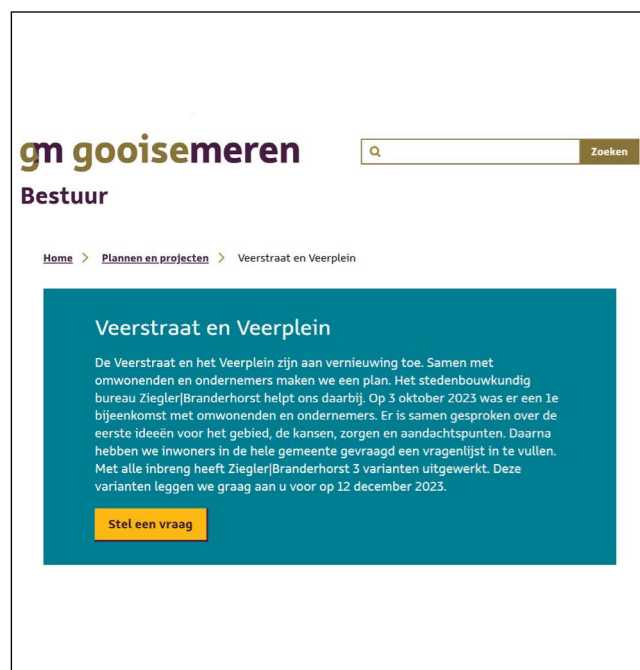 gm gooisemeren
Zoeken
Bestuur
Home > Plannen en projecten > Veerstraat en Veerplein
Veerstraat en Veerplein
De Veerstraat en het Veerplein zijn aan vernieuwing toe. Samen met
omwonenden en ondernemers maken we een plan. Het stedenbouwkundig
bureau Ziegler|Branderhorst helpt ons daarbij. Op 3 oktober 2023 was er een 1e
bijeenkomst met omwonenden en ondernemers. Er is samen gesproken over de
eerste ideeën voor het gebied, de kansen, zorgen en aandachtspunten. Daarna
hebben we inwoners in de hele gemeente gevraagd een vragenlijst in te vullen.
Met alle inbreng heeft Ziegler|Branderhorst 3 varianten uitgewerkt. Deze
varianten leggen we graag aan u voor op 12 december 2023.
Stel een vraag